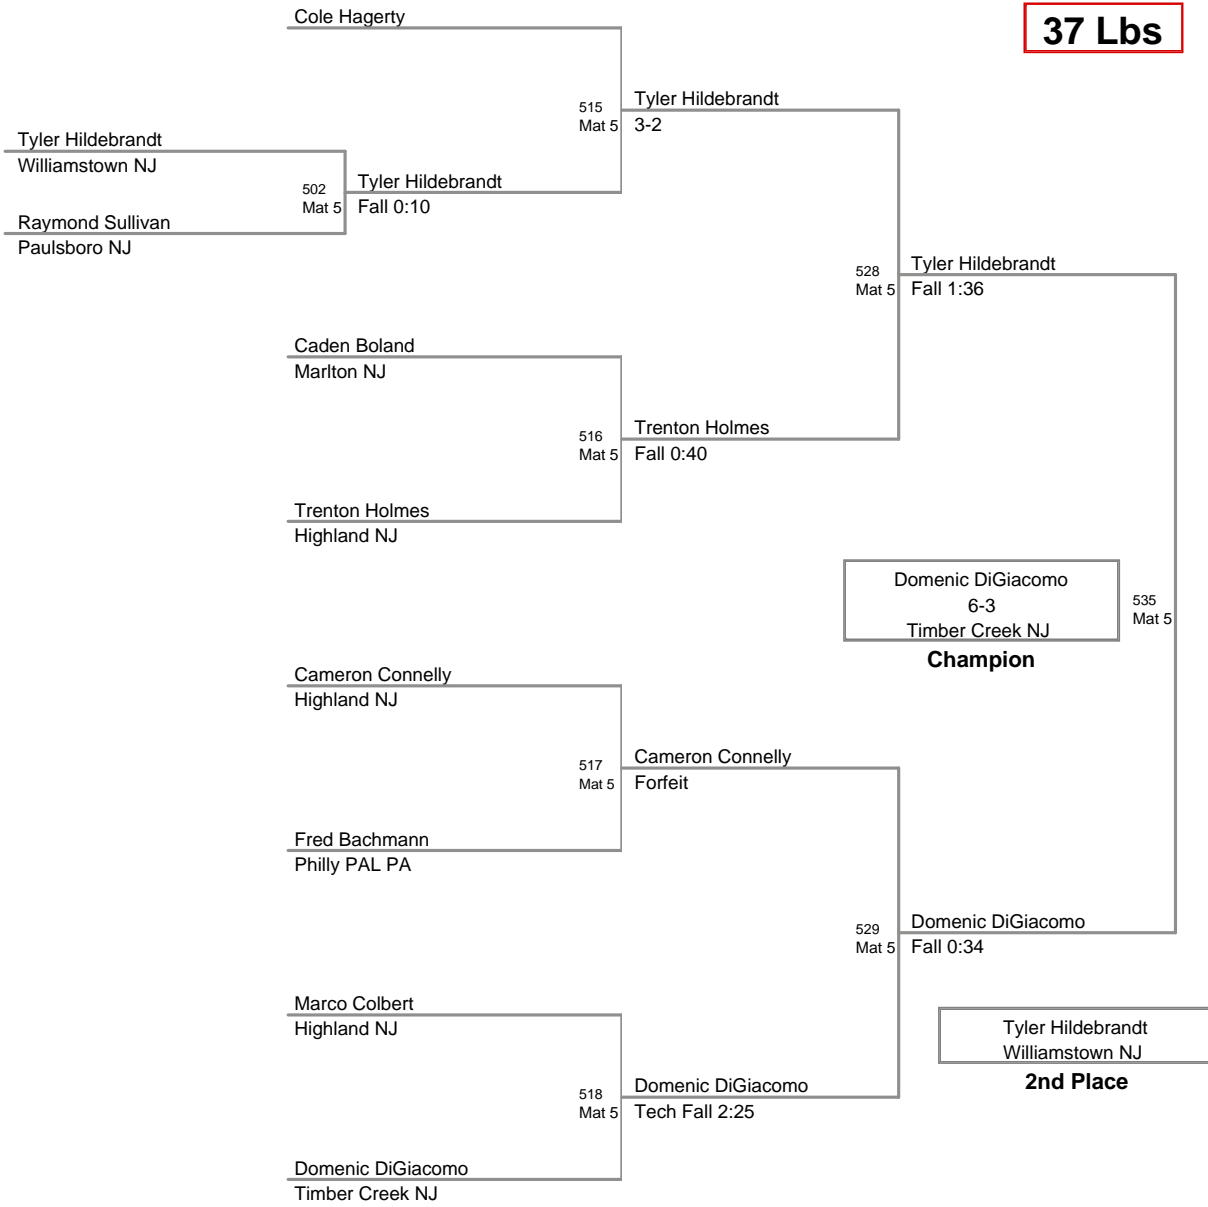 Cole Hagerty
37 Lbs
515
Mat 5
Tyler Hildebrandt
3-2
Tyler Hildebrandt
Williamstown NJ
502
Mat 5
Tyler Hildebrandt
Fall 0:10
Raymond Sullivan
Paulsboro NJ
528
Mat 5
Tyler Hildebrandt
Fall 1:36
Caden Boland
Marlton NJ
516
Mat 5
Trenton Holmes
Fall 0:40
Trenton Holmes
Highland NJ
Domenic DiGiacomo
6-3
Timber Creek NJ
Champion
535
Mat 5
Cameron Connelly
Highland NJ
517
Mat 5
Cameron Connelly
Forfeit
Fred Bachmann
Philly PAL PA
529
Mat 5
Domenic DiGiacomo
Fall 0:34
Marco Colbert
Highland NJ
Tyler Hildebrandt
Williamstown NJ
2nd Place
518
Mat 5
Domenic DiGiacomo
Tech Fall 2:25
Domenic DiGiacomo
Timber Creek NJ